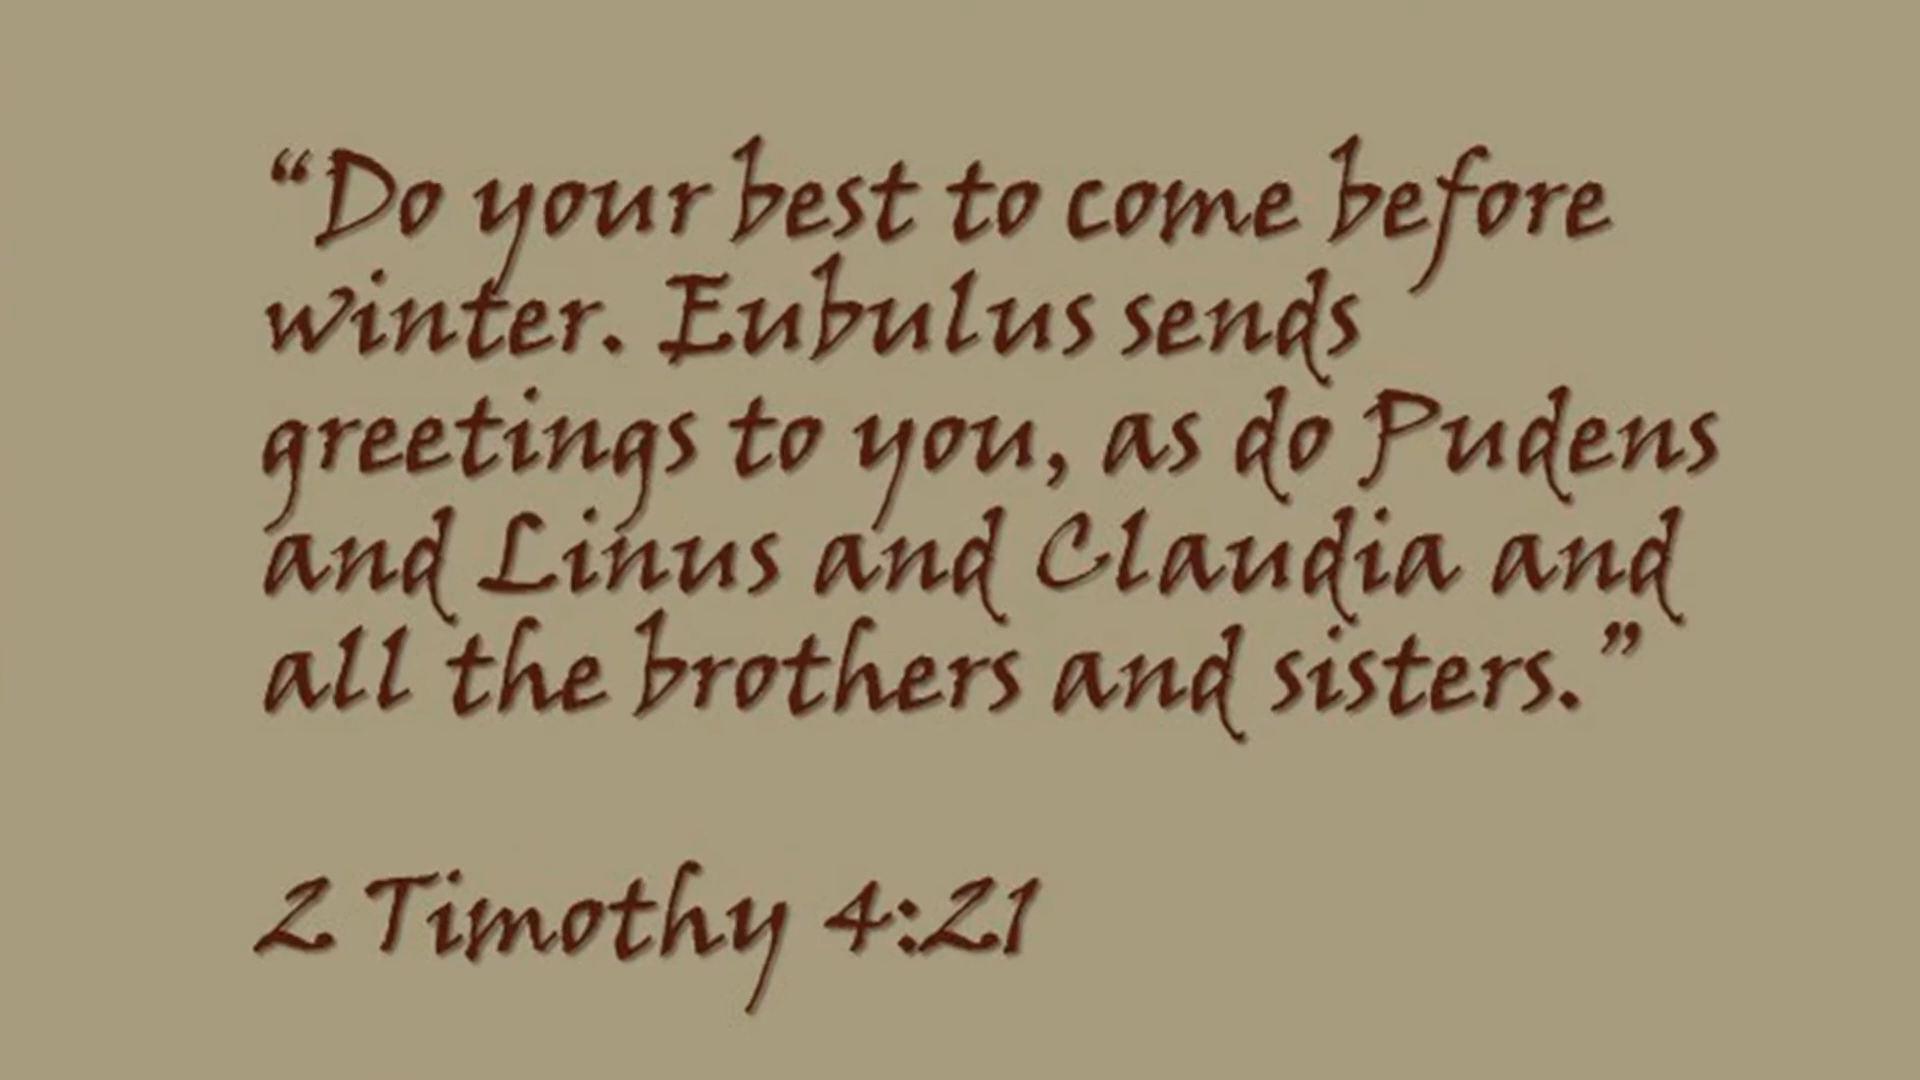 “Do your best to come before
winter. Eubulus sends
greetings to you, as do Pudens
and Linus and Claudia and
all the brothers and sisters.”
2 Timothy 4:21